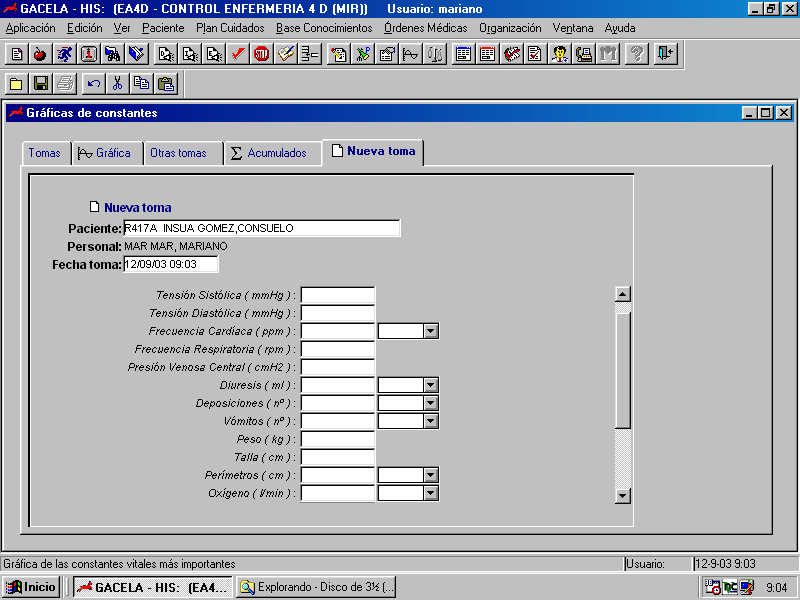 GACELA - HIS: (EA4D - CONTROL ENFERMERIA 4 D (MIR)) Usuario: mariano
Aplicación Edición Ver Paciente Plan Cuidados Base Conocimientos Órdenes Médicas Organización Ventana Ayuda
Gráficas de constantes
Tomas Gráfica Otras tomas Acumulados Nueva toma
Nueva toma
Paciente: R417A INSUA GOMEZ,CONSUELO
Personal: MAR MAR, MARIANO
Fecha toma: 12/09/03 09:03
Tensión Sistólica ( mmHg ) :
Tensión Diastólica ( mmHg ) :
Frecuencia Cardíaca ( ppm ) :
Frecuencia Respiratoria ( rpm ) :
Presión Venosa Central ( cmH2 ) :
Diuresis ( ml ) :
Deposiciones ( nº ) :
Vómitos ( nº ) :
Peso ( kg ) :
Talla ( cm ) :
Perímetros ( cm ) :
Oxígeno ( l/min ) :
Gráfica de las constantes vitales más importantes Usuario: 12-9-03 9:03
Inicio GACELA - HIS: (EA4... Explorando - Disco de 3½ (... 9:04